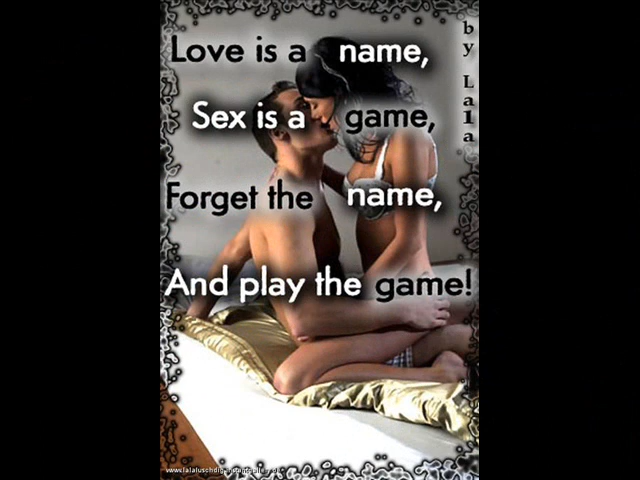 Love is a name,
Sex is a game,
Forget the name,
And play the game!
by Lala